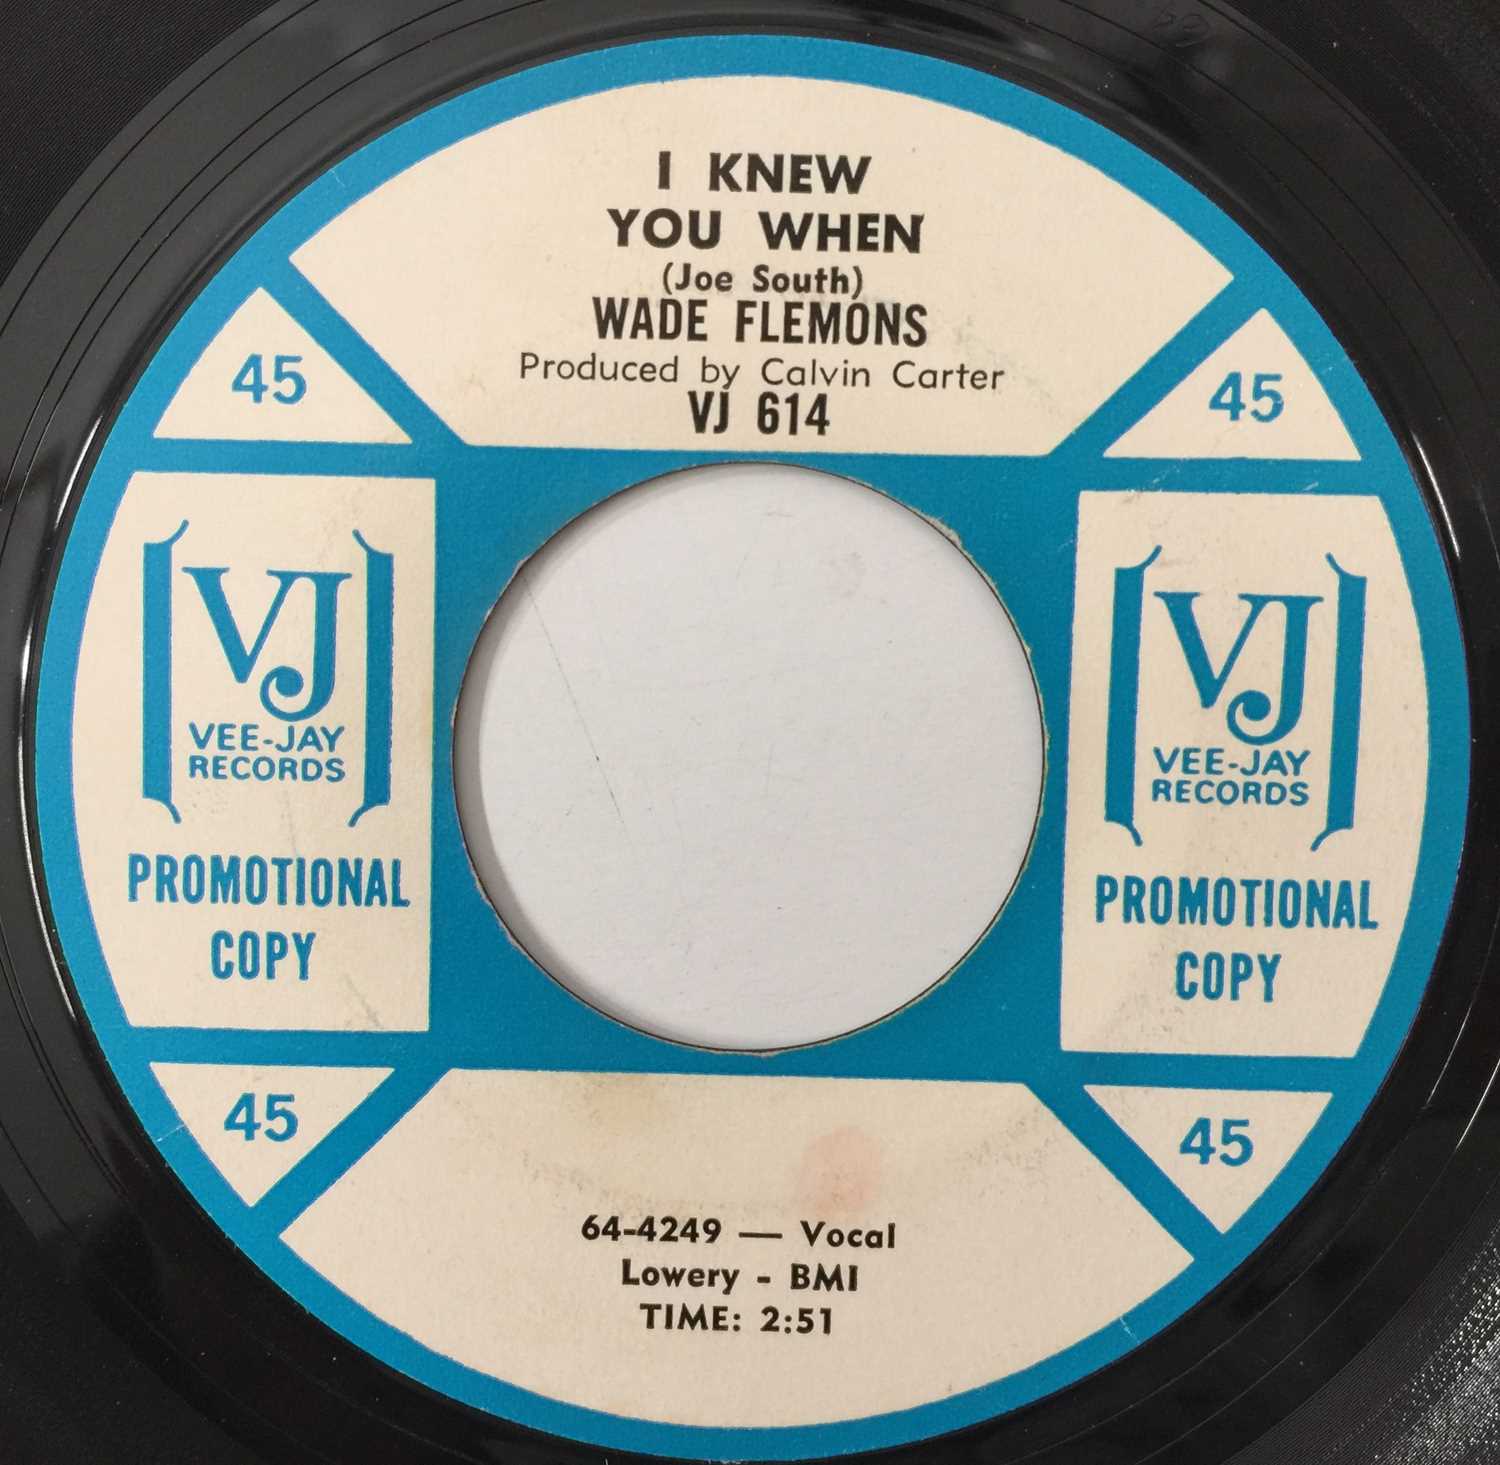 I KNEW
YOU WHEN
(Joe South)
WADE FLEMONS
Produced by Calvin Carter
VJ 614
45
45
VJ
VEE-JAY
RECORDS
PROMOTIONAL
COPY
VJ
VEE-JAY
RECORDS
PROMOTIONAL
COPY
45
45
64-4249 — Vocal
Lowery - BMI
TIME: 2:51